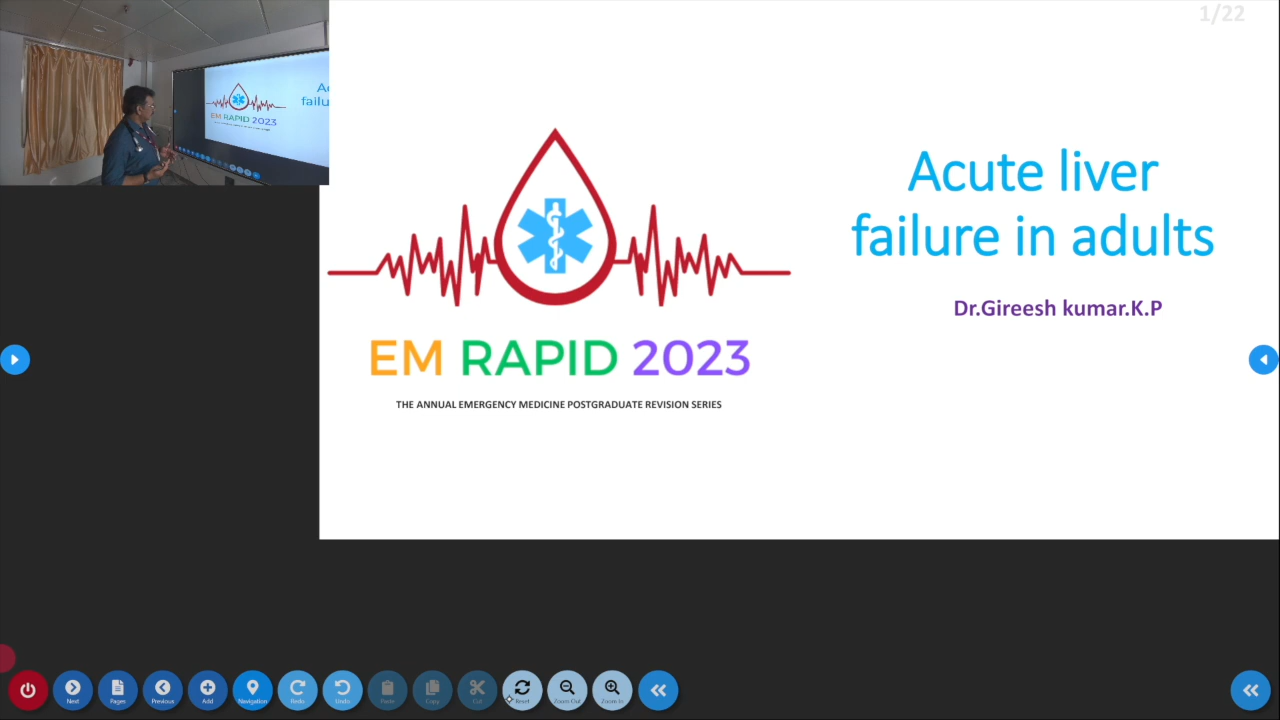 1/22
Ac
failu
EM RAPID 2023
Acute liver
failure in adults
Dr.Gireesh kumar.K.P
EM RAPID 2023
THE ANNUAL EMERGENCY MEDICINE POSTGRADUATE REVISION SERIES
Next
Pages
Previous
Add
Navigation
Redo
Undo
Paste
Copy
Cut
Reset
Zoom Out
Zoom In